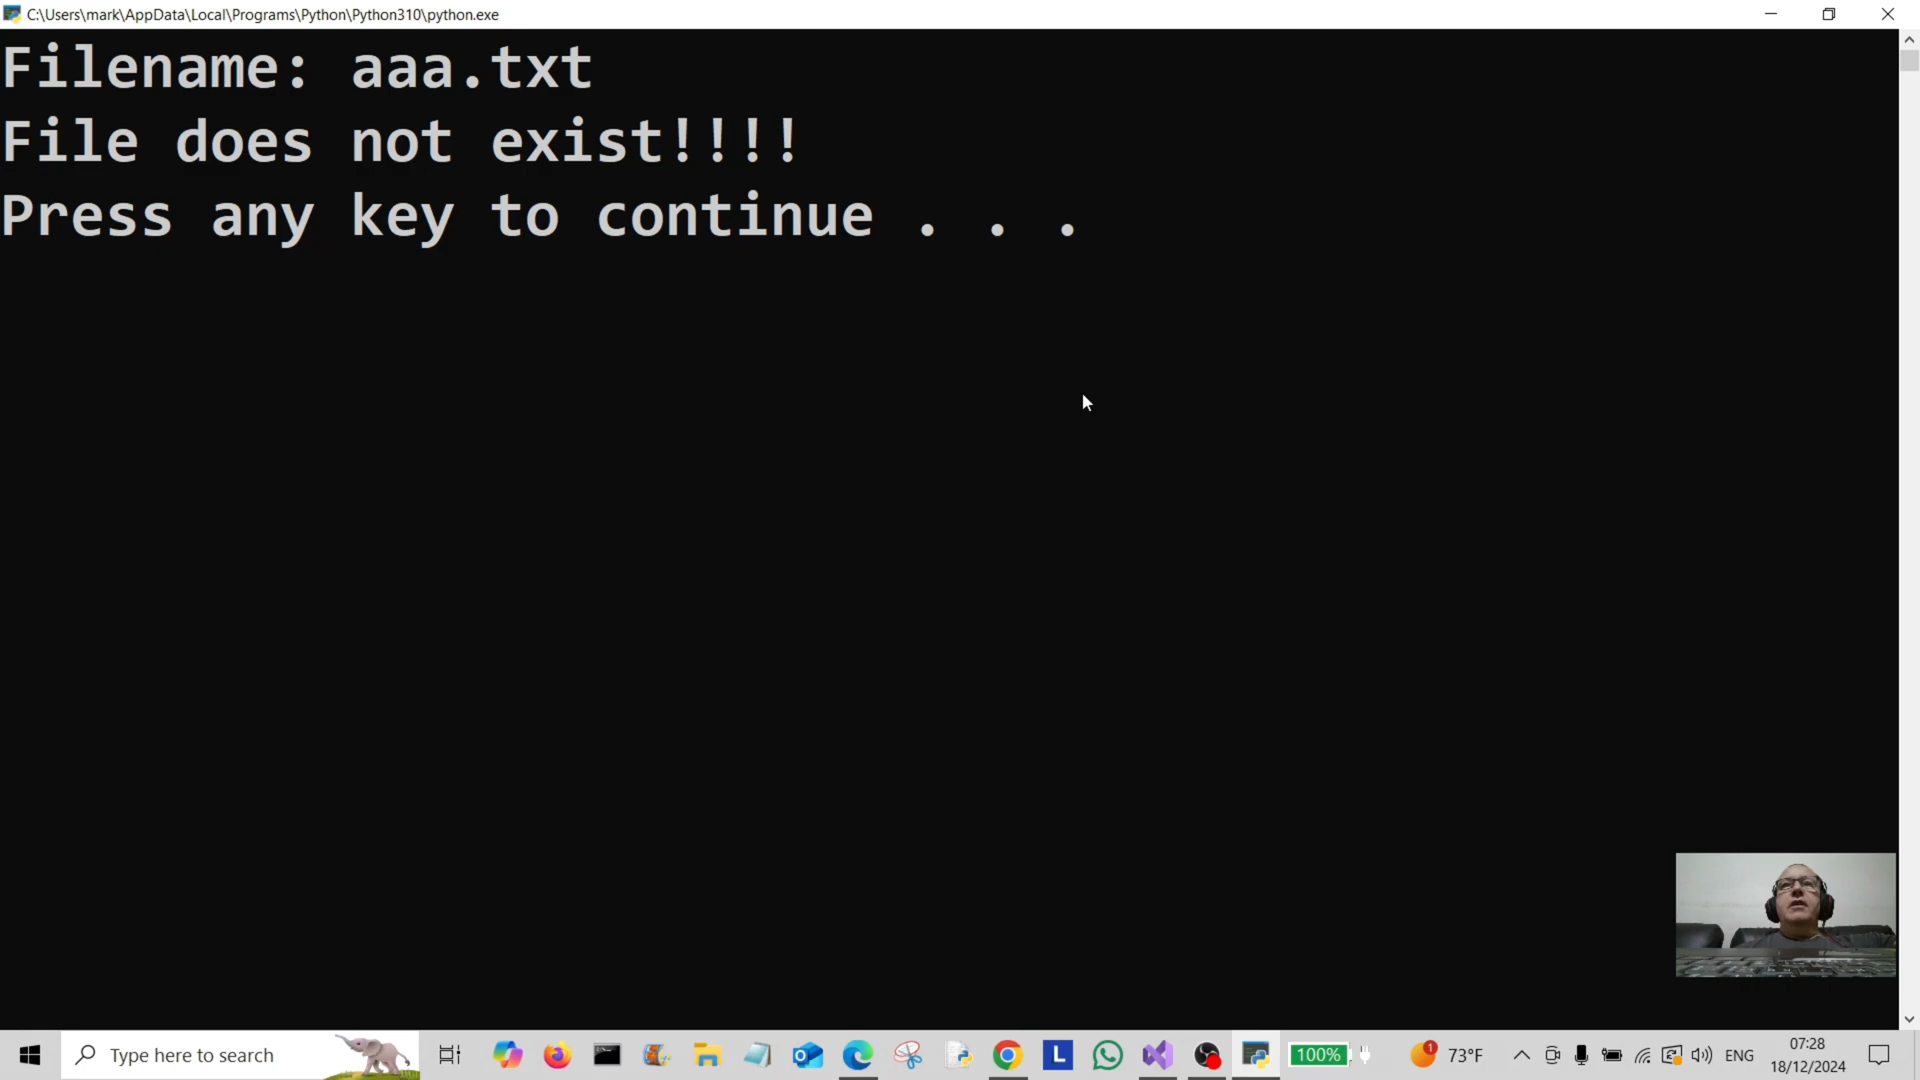 C:\Users\mark\AppData\Local\Programs\Python\Python310\python.exe
Filename: aaa.txt
File does not exist!!!!
Press any key to continue . . .
Type here to search
L
100%
1
73°F
ENG
07:28
18/12/2024